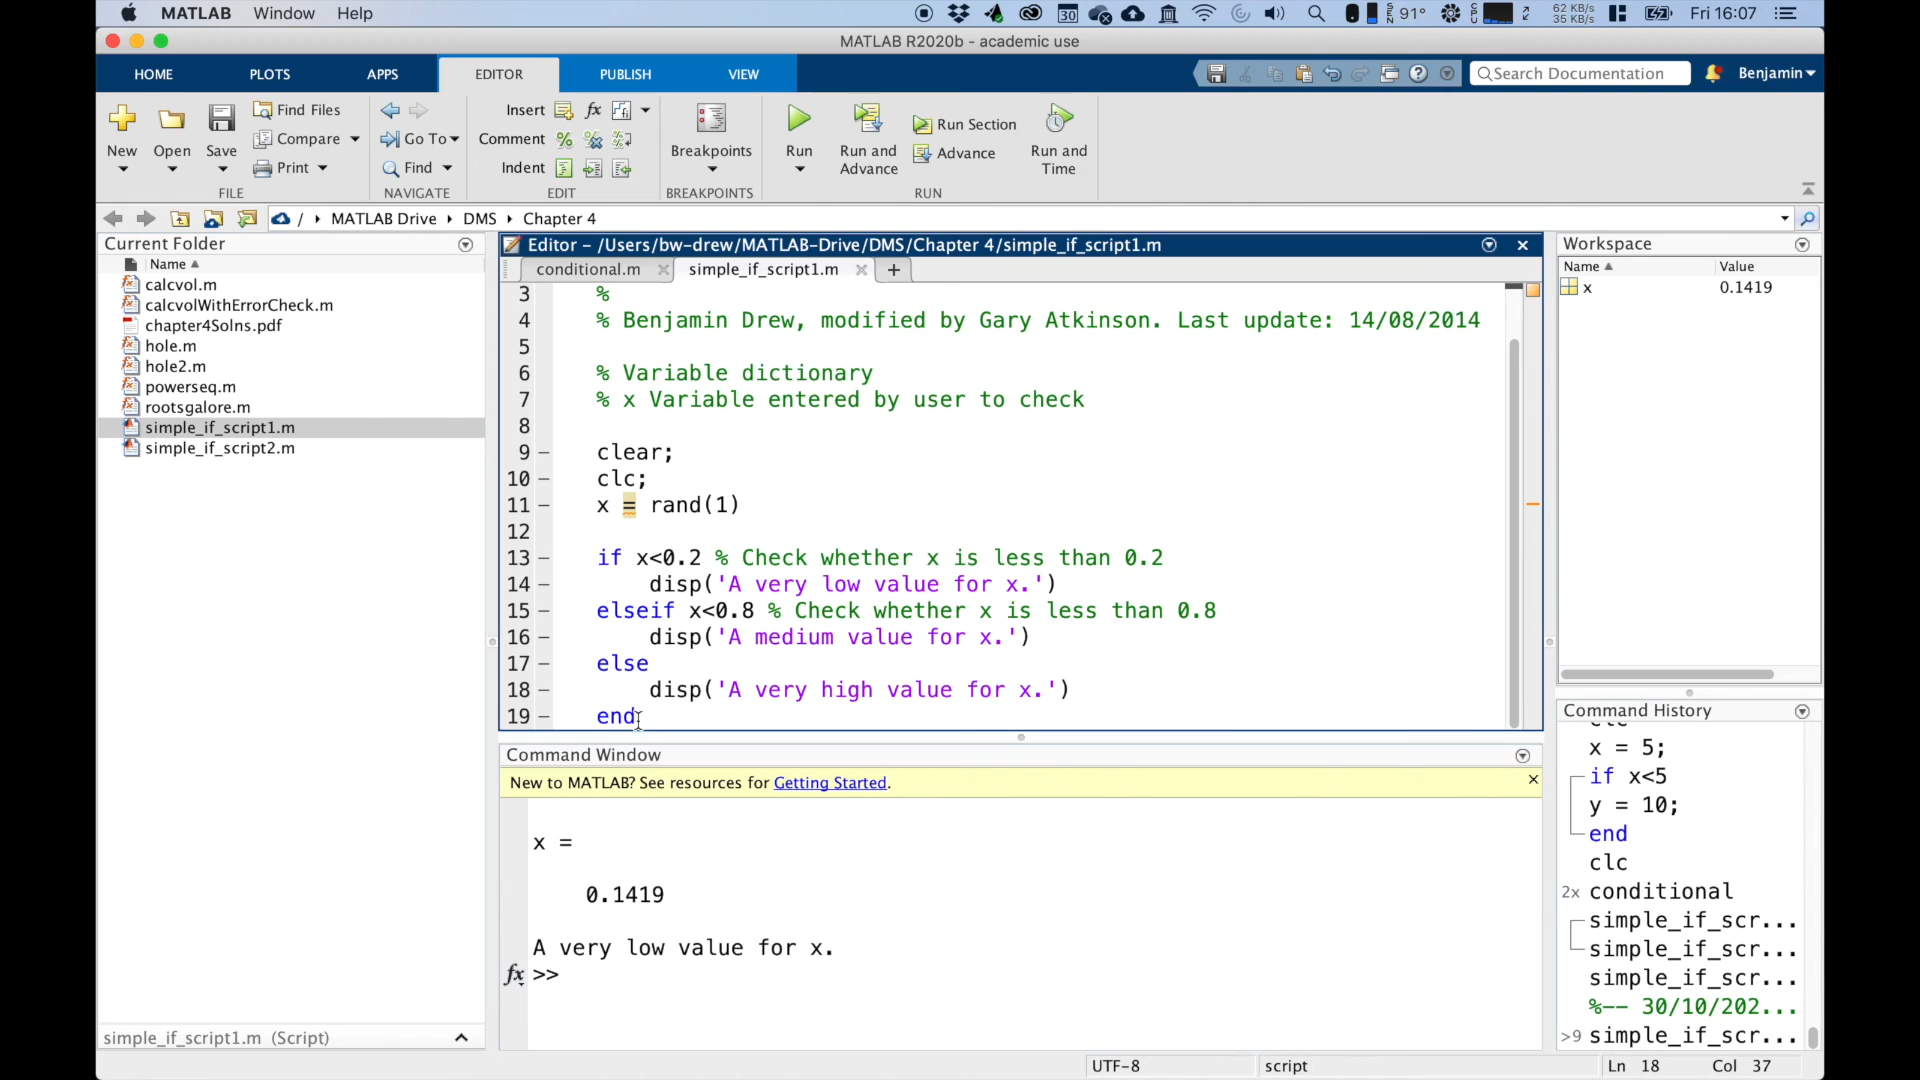 MATLAB Window Help
30
SEN 91°
CPU
62 KB/s
35 KB/s
Fri 16:07
MATLAB R2020b - academic use
HOME PLOTS APPS EDITOR PUBLISH VIEW
Search Documentation
Benjamin
New
Open
Save
Find Files
Compare
Print
FILE
Go To
Find
NAVIGATE
Insert fx
Comment % %
Indent
EDIT
Breakpoints
BREAKPOINTS
Run
Run and
Advance
Run Section
Advance
Run and
Time
RUN
/ MATLAB Drive DMS Chapter 4
Current Folder
Name
calcvol.m
calcvolWithErrorCheck.m
chapter4Solns.pdf
hole.m
hole2.m
powerseq.m
rootsgalore.m
simple_if_script1.m
simple_if_script2.m
simple_if_script1.m (Script)
Editor – /Users/bw-drew/MATLAB-Drive/DMS/Chapter 4/simple_if_script1.m
conditional.m simple_if_script1.m +
3 %
4 % Benjamin Drew, modified by Gary Atkinson. Last update: 14/08/2014
5
6 % Variable dictionary
7 % x Variable entered by user to check
8
9 – clear;
10 – clc;
11 – x = rand(1)
12
13 – if x<0.2 % Check whether x is less than 0.2
14 – disp('A very low value for x.')
15 – elseif x<0.8 % Check whether x is less than 0.8
16 – disp('A medium value for x.')
17 – else
18 – disp('A very high value for x.')
19 – end
Command Window
New to MATLAB? See resources for Getting Started.
x =
0.1419
A very low value for x.
fx >>
Workspace
Name Value
x 0.1419
Command History
clc
x = 5;
if x<5
y = 10;
end
clc
2x conditional
simple_if_scr...
simple_if_scr...
simple_if_scr...
%-- 30/10/202...
>9 simple_if_scr...
UTF-8 script Ln 18 Col 37